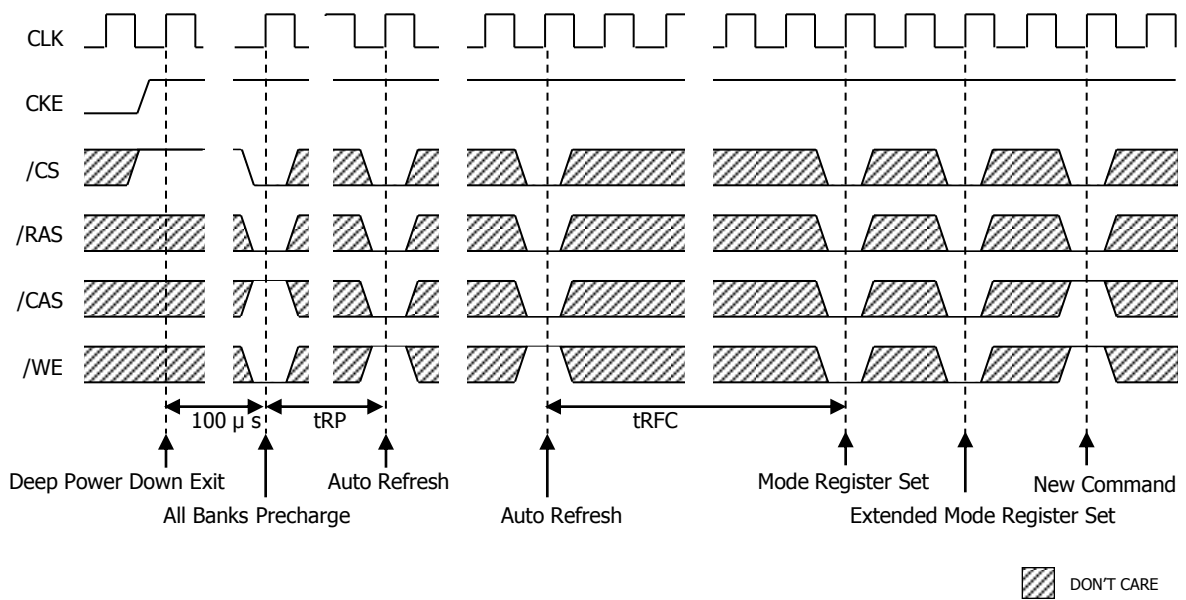 CLK
CKE
/CS
/RAS
/CAS
/WE
100 μ s
tRP
tRFC
Deep Power Down Exit
Auto Refresh
Mode Register Set
New Command
All Banks Precharge
Auto Refresh
Extended Mode Register Set
DON'T CARE